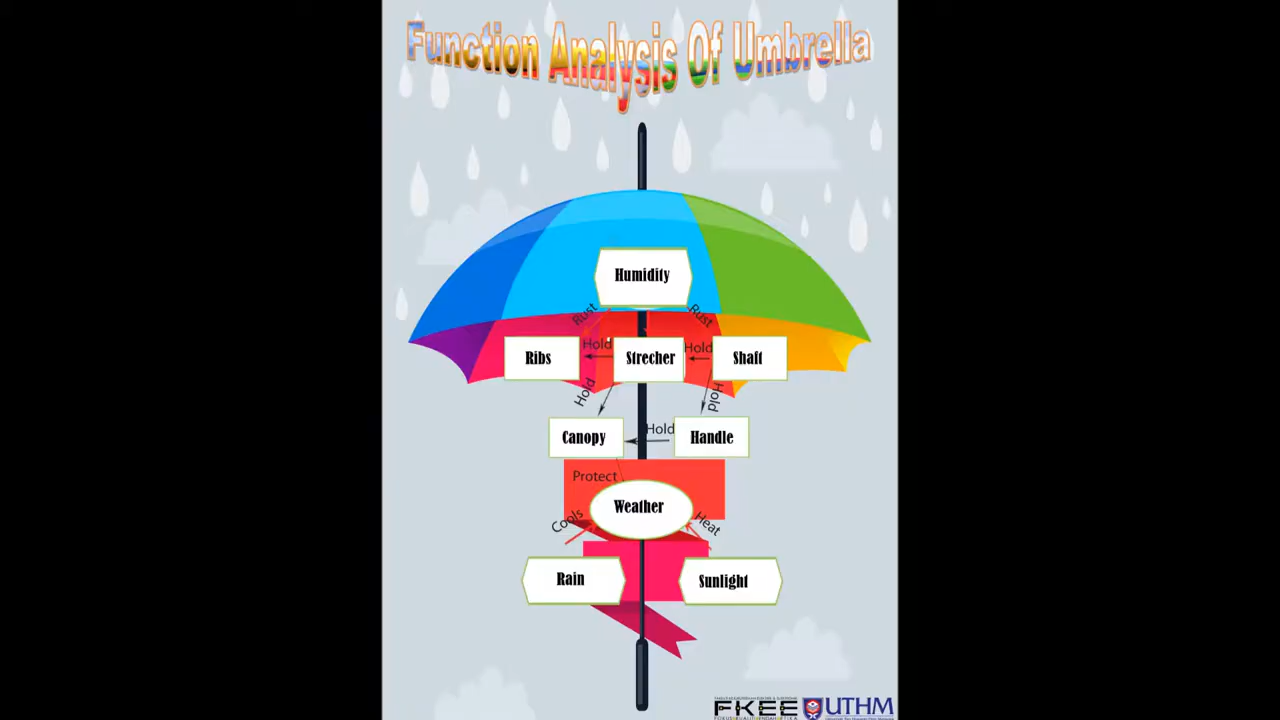 Function Analysis Of Umbrella
Humidity
Rust
Rust
Ribs
Hold
Strecher
Hold
Shaft
Hold
Hold
Canopy
Hold
Handle
Protect
Weather
Cools
Heat
Rain
Sunlight
FKEE
UTHM